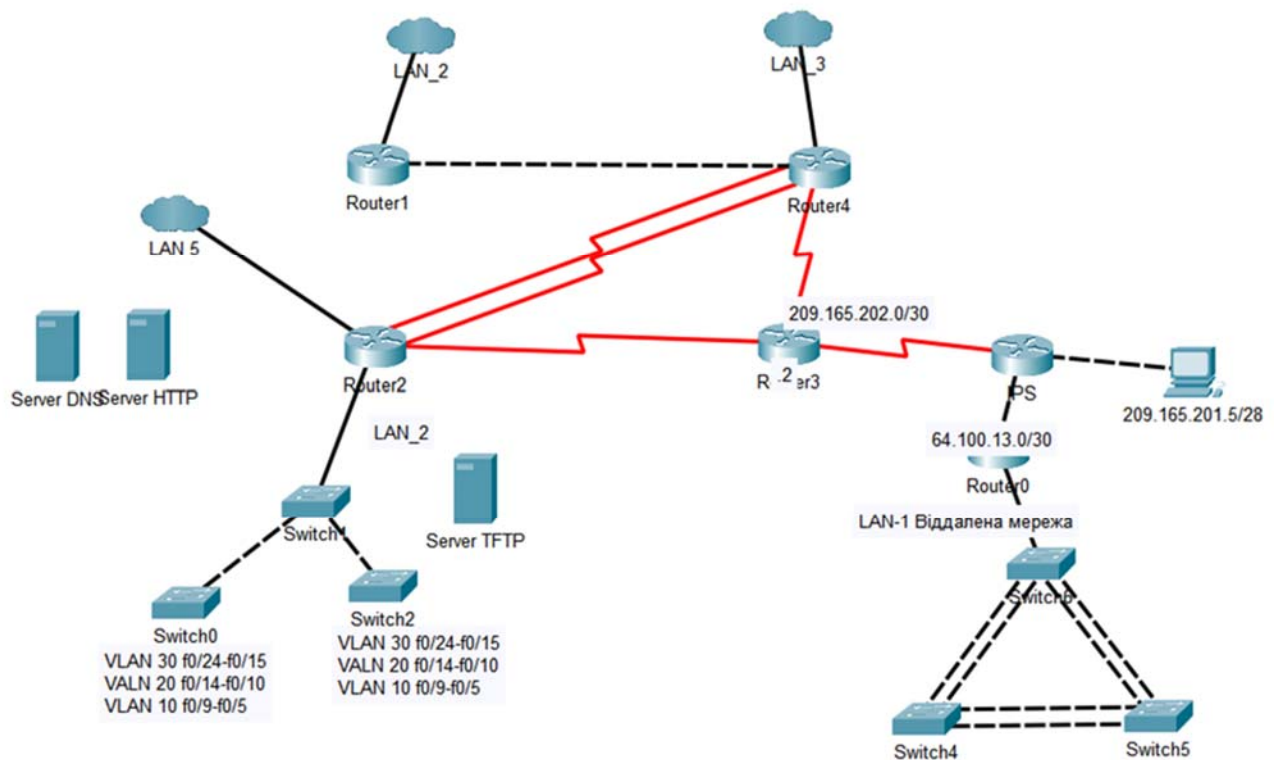 LAN_2
LAN_3
Router1
Router4
LAN 5
209.165.202.0/30
Router2
.2
IPS
Server DNS
Server HTTP
209.165.201.5/28
LAN_2
64.100.13.0/30
Router0
LAN-1 Віддалена мережа
Switch1
Server TFTP
Switch6
Switch0
VLAN 30 f0/24-f0/15
VALN 20 f0/14-f0/10
VLAN 10 f0/9-f0/5
Switch2
VLAN 30 f0/24-f0/15
VALN 20 f0/14-f0/10
VLAN 10 f0/9-f0/5
Switch4
Switch5